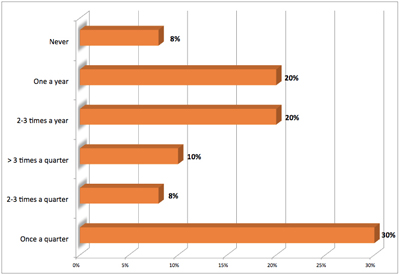 Never 8%
One a year 20%
2-3 times a year 20%
> 3 times a quarter 10%
2-3 times a quarter 8%
Once a quarter 30%
0% 5% 10% 15% 20% 25% 30%